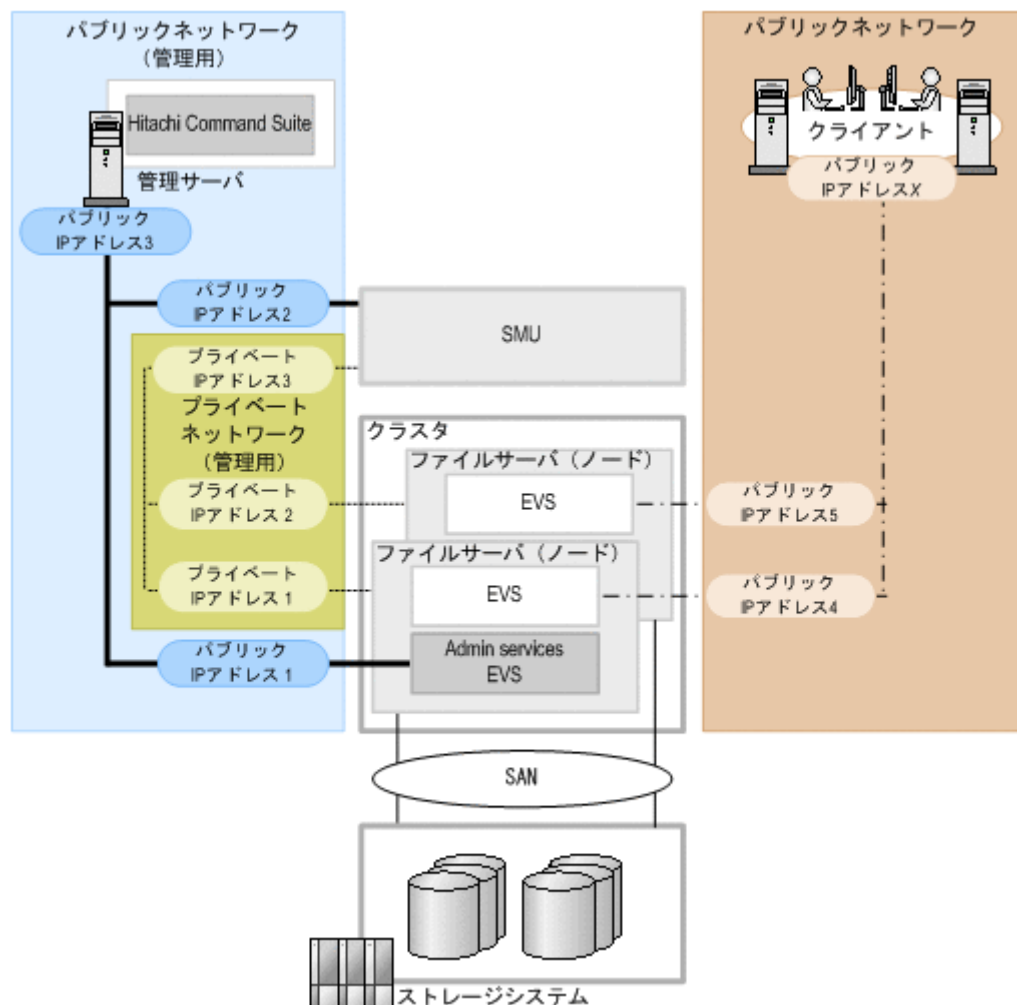 パブリックネットワーク
（管理用）
Hitachi Command Suite
管理サーバ
パブリック
IPアドレス3
パブリック
IPアドレス2
SMU
プライベート
IPアドレス3
プライベート
ネットワーク
（管理用）
プライベート
IPアドレス2
プライベート
IPアドレス1
パブリック
IPアドレス1
クラスタ
ファイルサーバ（ノード）
EVS
ファイルサーバ（ノード）
EVS
Admin services
EVS
SAN
ストレージシステム
パブリックネットワーク
クライアント
パブリック
IPアドレスX
パブリック
IPアドレス5
パブリック
IPアドレス4